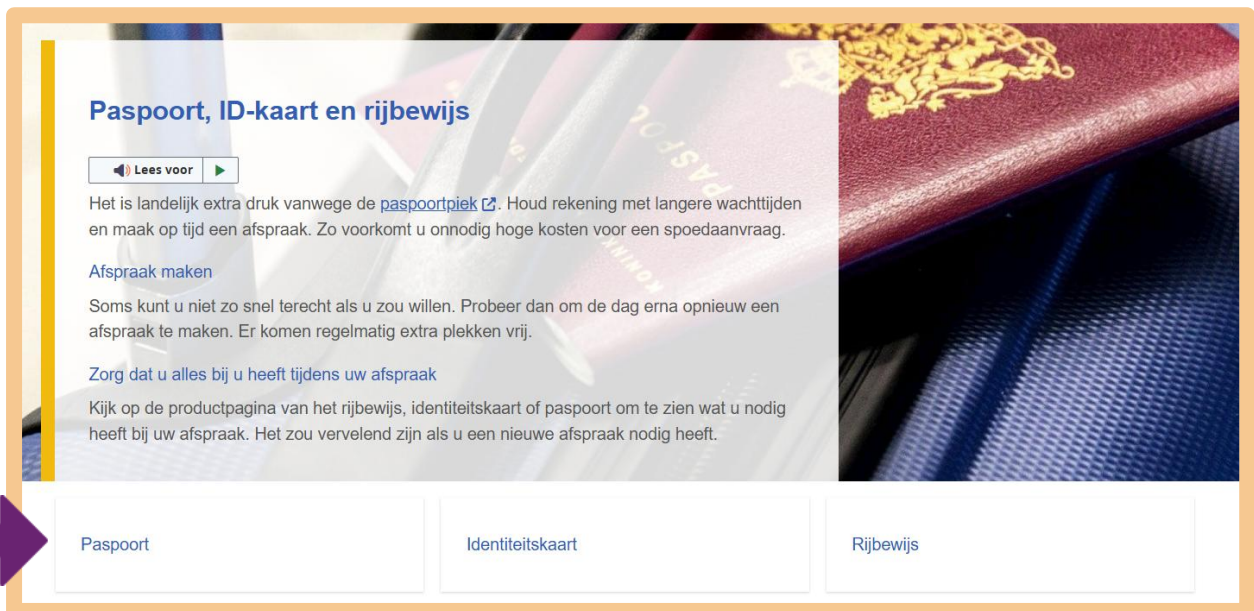 Paspoort, ID-kaart en rijbewijs
Lees voor
Het is landelijk extra druk vanwege de paspoortpiek. Houd rekening met langere wachttijden
en maak op tijd een afspraak. Zo voorkomt u onnodig hoge kosten voor een spoedaanvraag.
Afspraak maken
Soms kunt u niet zo snel terecht als u zou willen. Probeer dan om de dag erna opnieuw een
afspraak te maken. Er komen regelmatig extra plekken vrij.
Zorg dat u alles bij u heeft tijdens uw afspraak
Kijk op de productpagina van het rijbewijs, identiteitskaart of paspoort om te zien wat u nodig
heeft bij uw afspraak. Het zou vervelend zijn als u een nieuwe afspraak nodig heeft.
PASPOO
KONINK
Paspoort
Identiteitskaart
Rijbewijs